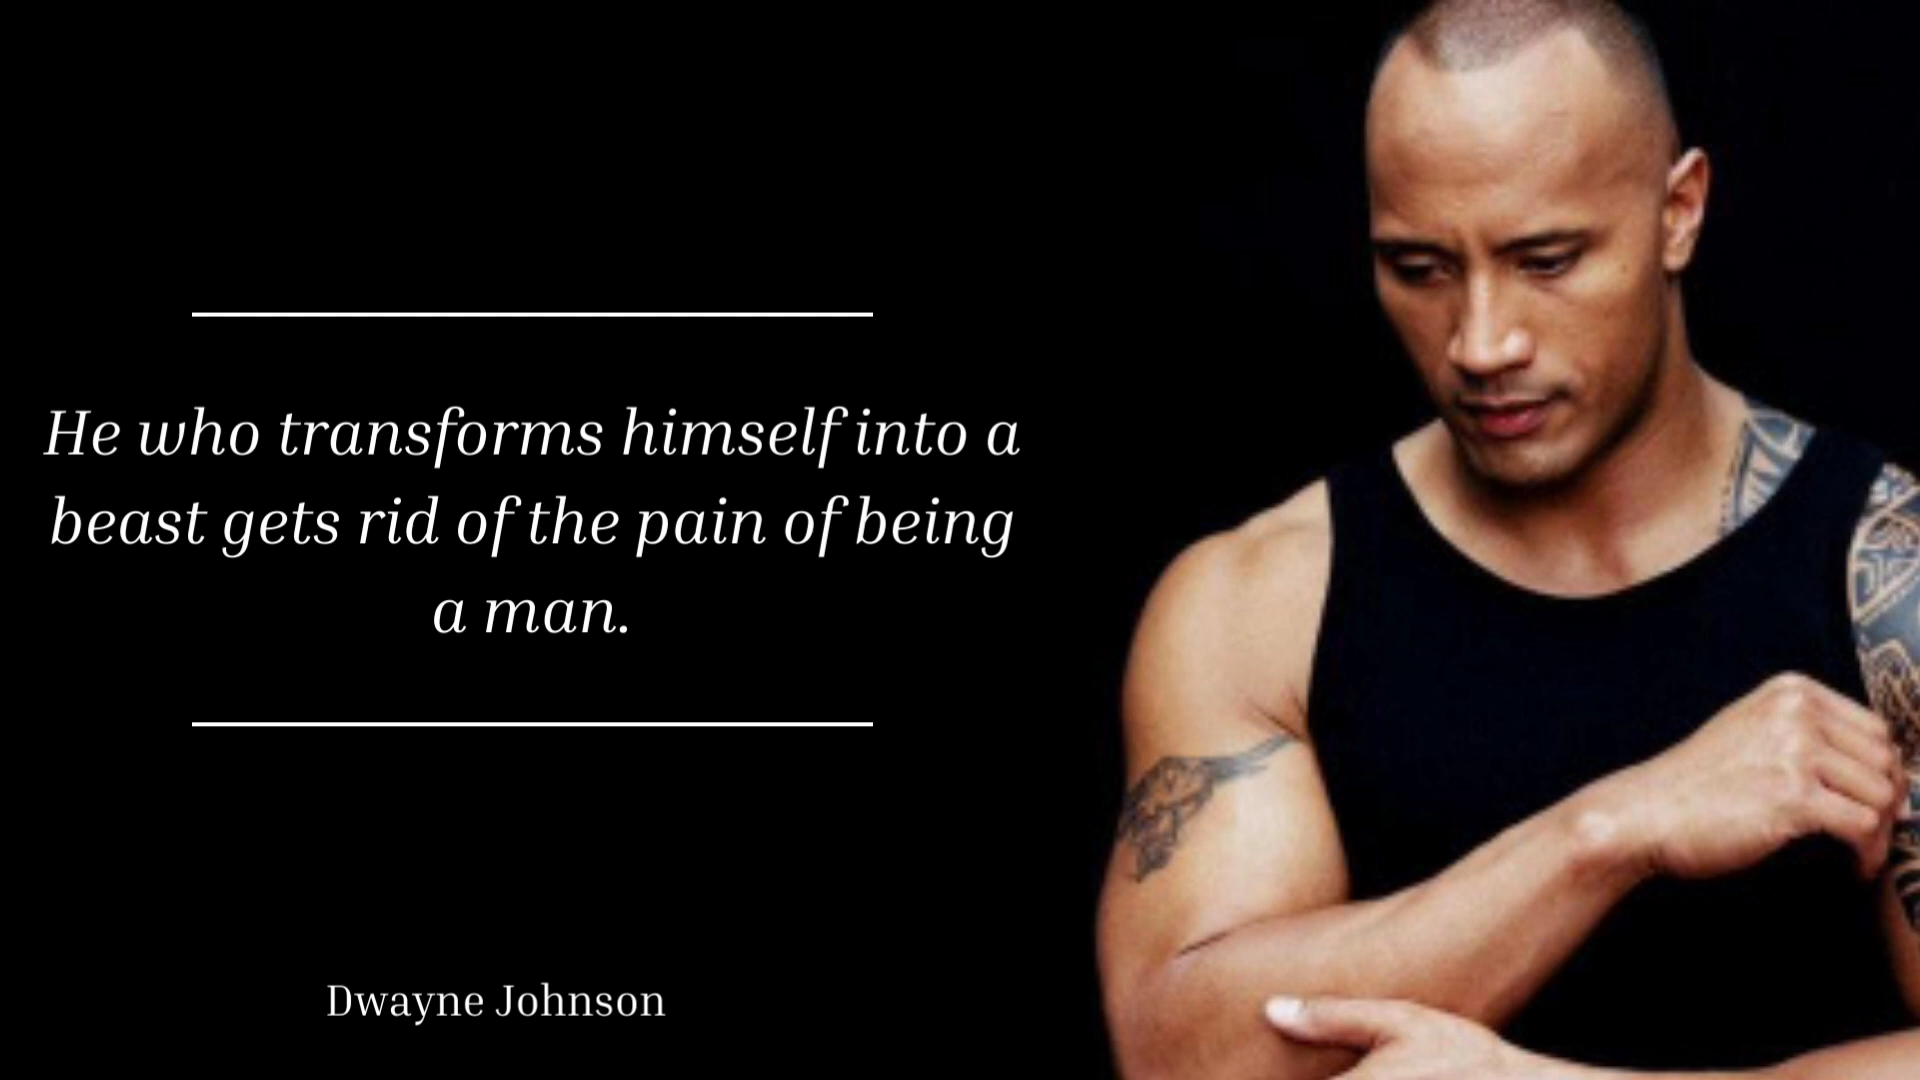 He who transforms himself into a
beast gets rid of the pain of being
a man.
Dwayne Johnson